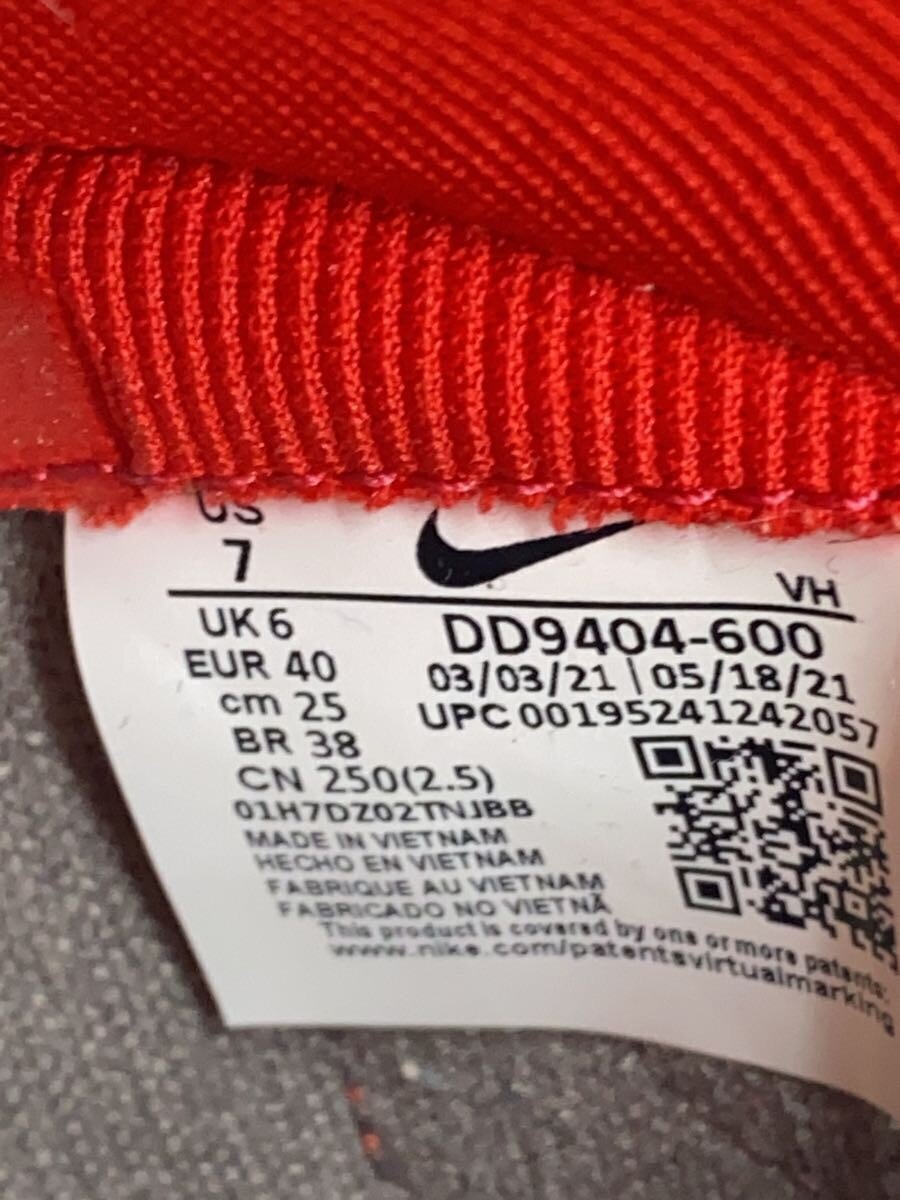 US
7
VH
UK 6
EUR 40
cm 25
BR 38
CN 250(2.5)
DD9404-600
03/03/21 | 05/18/21
UPC 00195241242057
01H7DZ02TNJBB
MADE IN VIETNAM
HECHO EN VIETNAM
FABRIQUE AU VIETNAM
FABRICADO NO VIETNÃ
This product is covered by one or more patents:
www.nike.com/patentsvirtualmarking